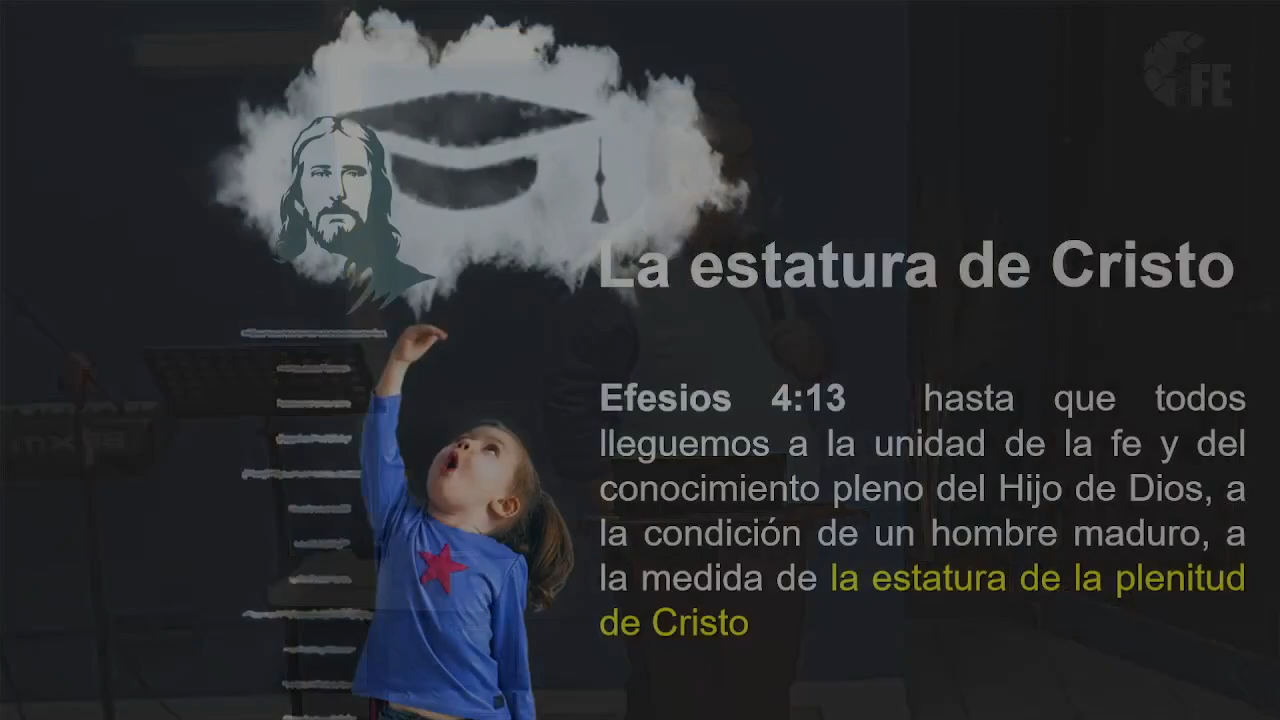 FE
La estatura de Cristo
Efesios 4:13 hasta que todos
lleguemos a la unidad de la fe y del
conocimiento pleno del Hijo de Dios, a
la condición de un hombre maduro, a
la medida de la estatura de la plenitud
de Cristo